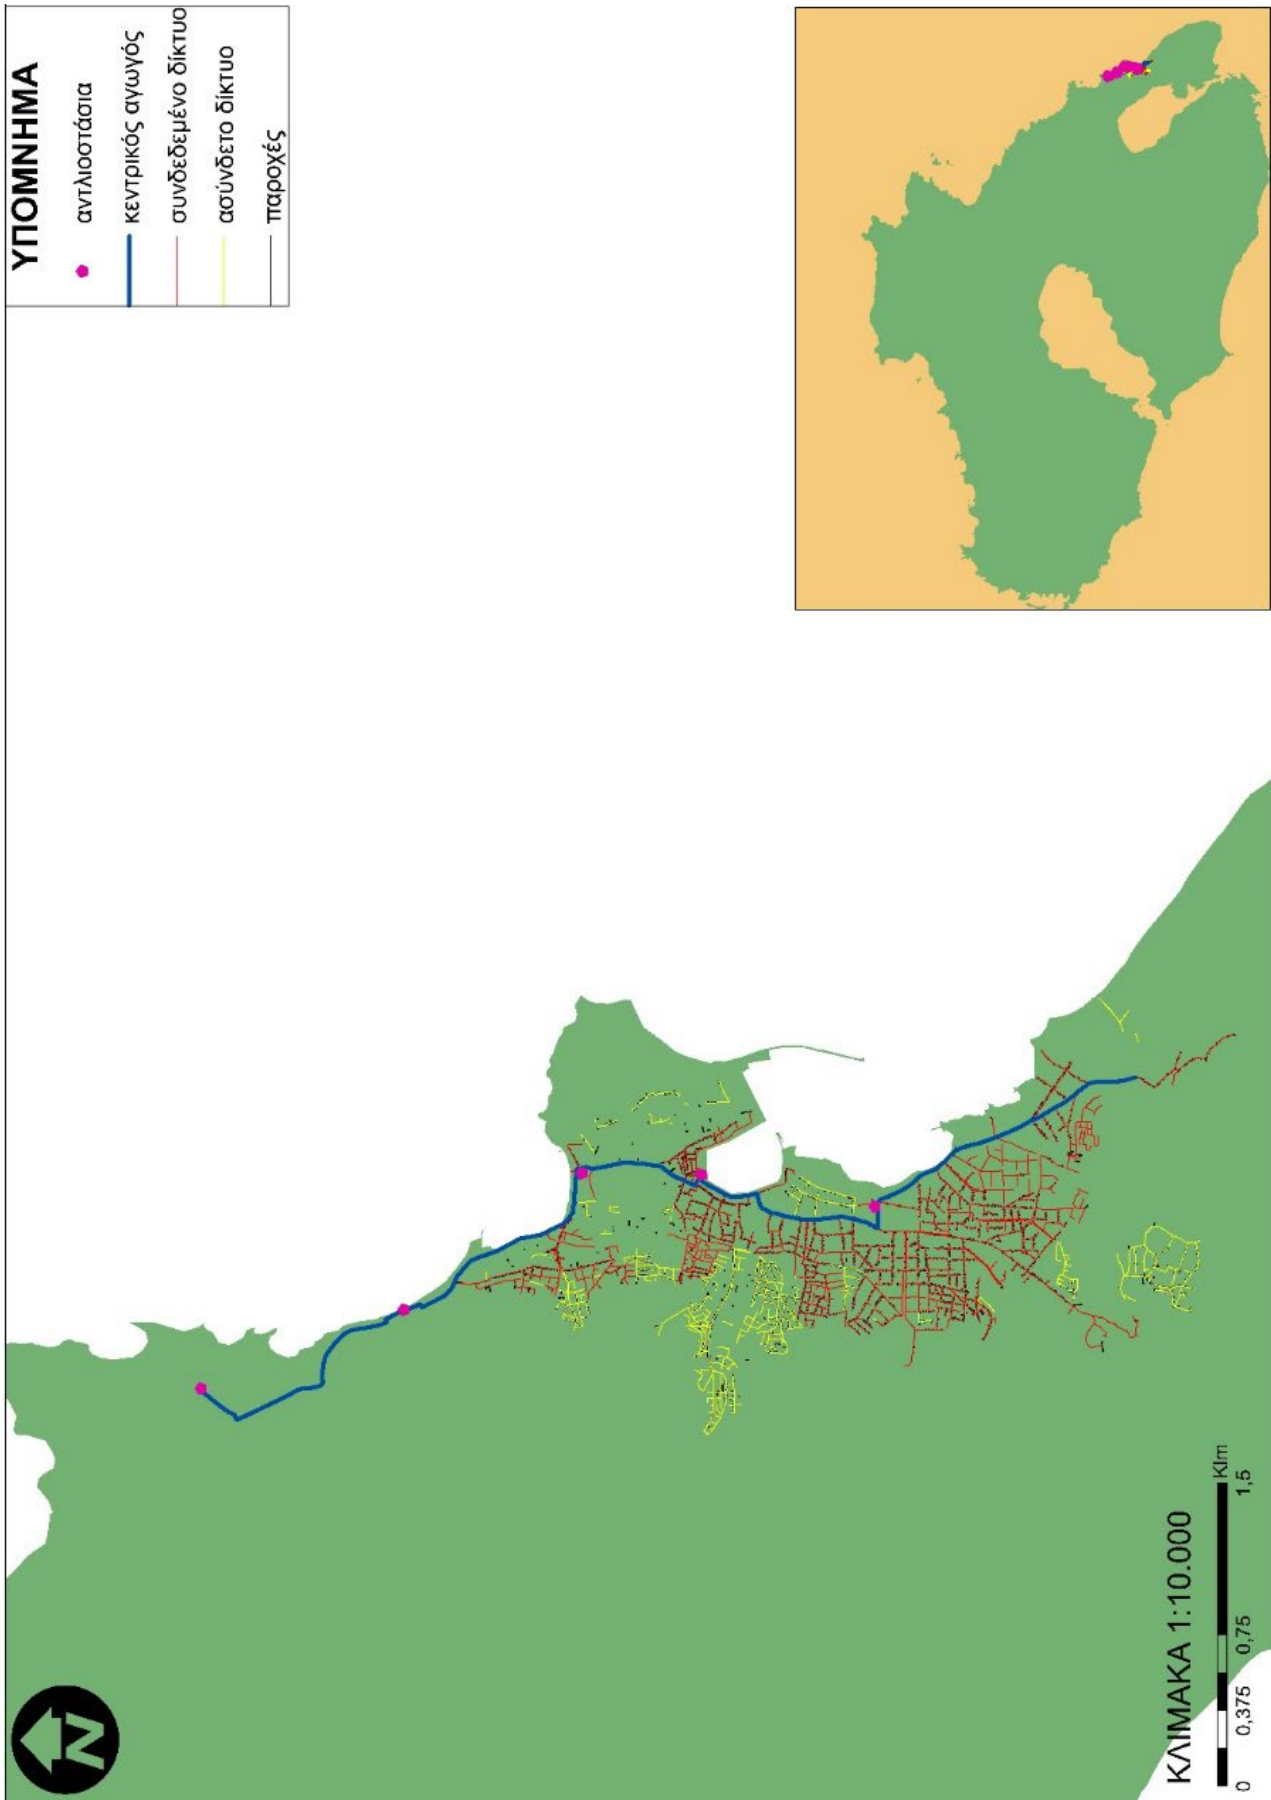 ΥΠΟΜΝΗΜΑ
αντλιοστάσια
κεντρικός αγωγός
συνδεδεμένο δίκτυο
ασύνδετο δίκτυο
παροχές
N
ΚΛΙΜΑΚΑ 1:10.000
0 0,375 0,75 1,5
Klm